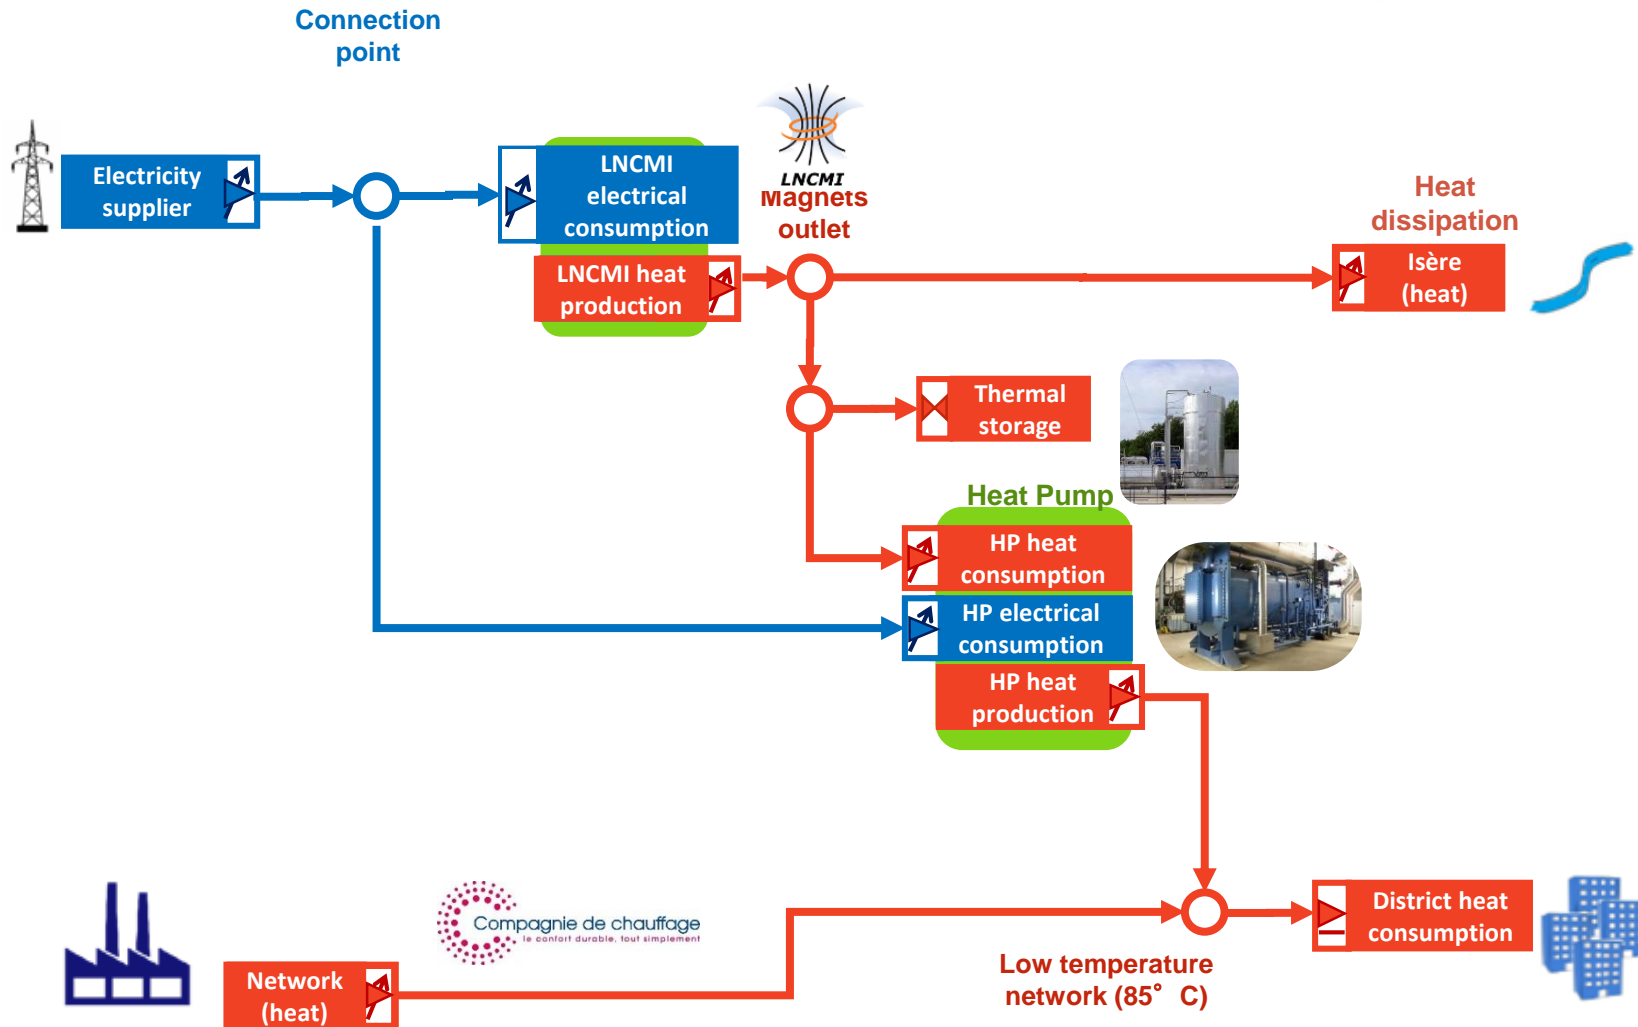 Connection
point
Electricity
supplier
LNCMI
electrical
consumption
LNCMI heat
production
LNCMI
Magnets
outlet
Heat
dissipation
Isère
(heat)
Thermal
storage
Heat Pump
HP heat
consumption
HP electrical
consumption
HP heat
production
Compagnie de chauffage
le confort durable, tout simplement
Network
(heat)
Low temperature
network (85° C)
District heat
consumption